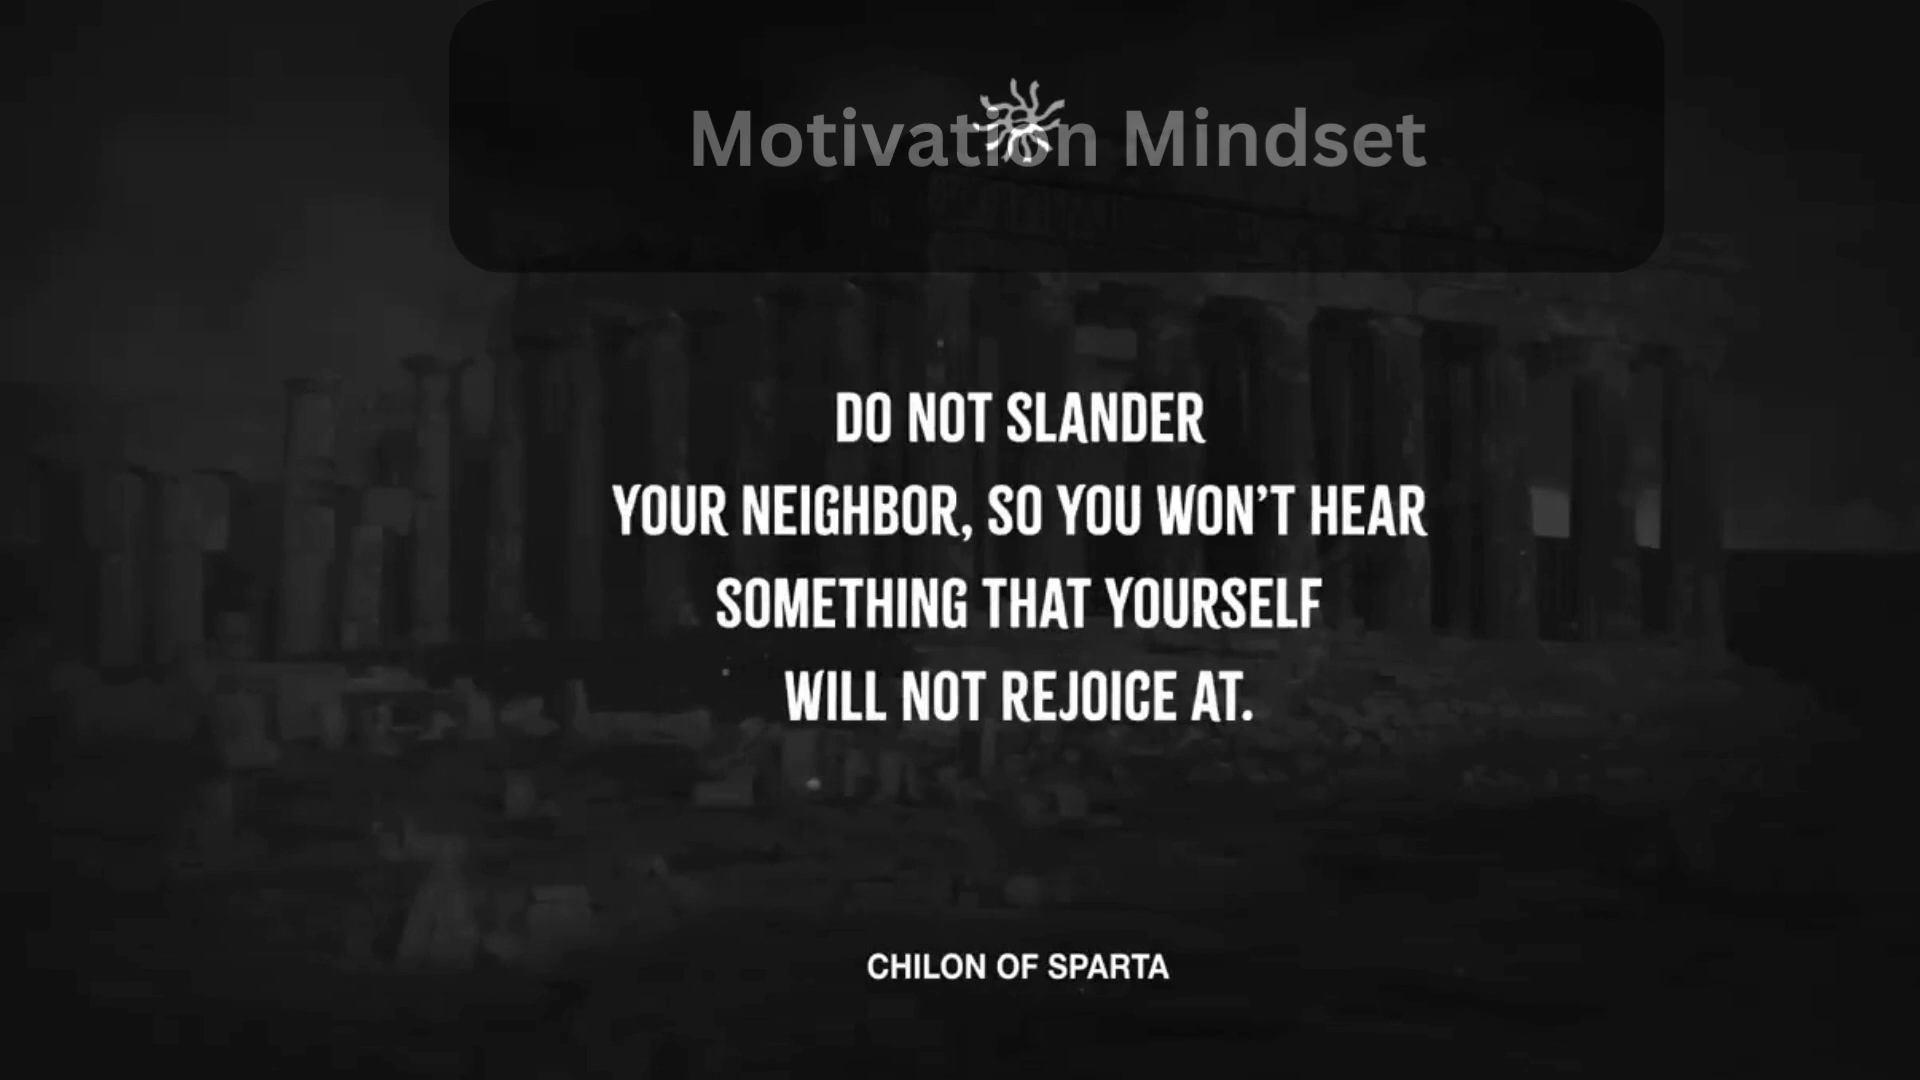 Motivation Mindset
DO NOT SLANDER
YOUR NEIGHBOR, SO YOU WON'T HEAR
SOMETHING THAT YOURSELF
WILL NOT REJOICE AT.
CHILON OF SPARTA